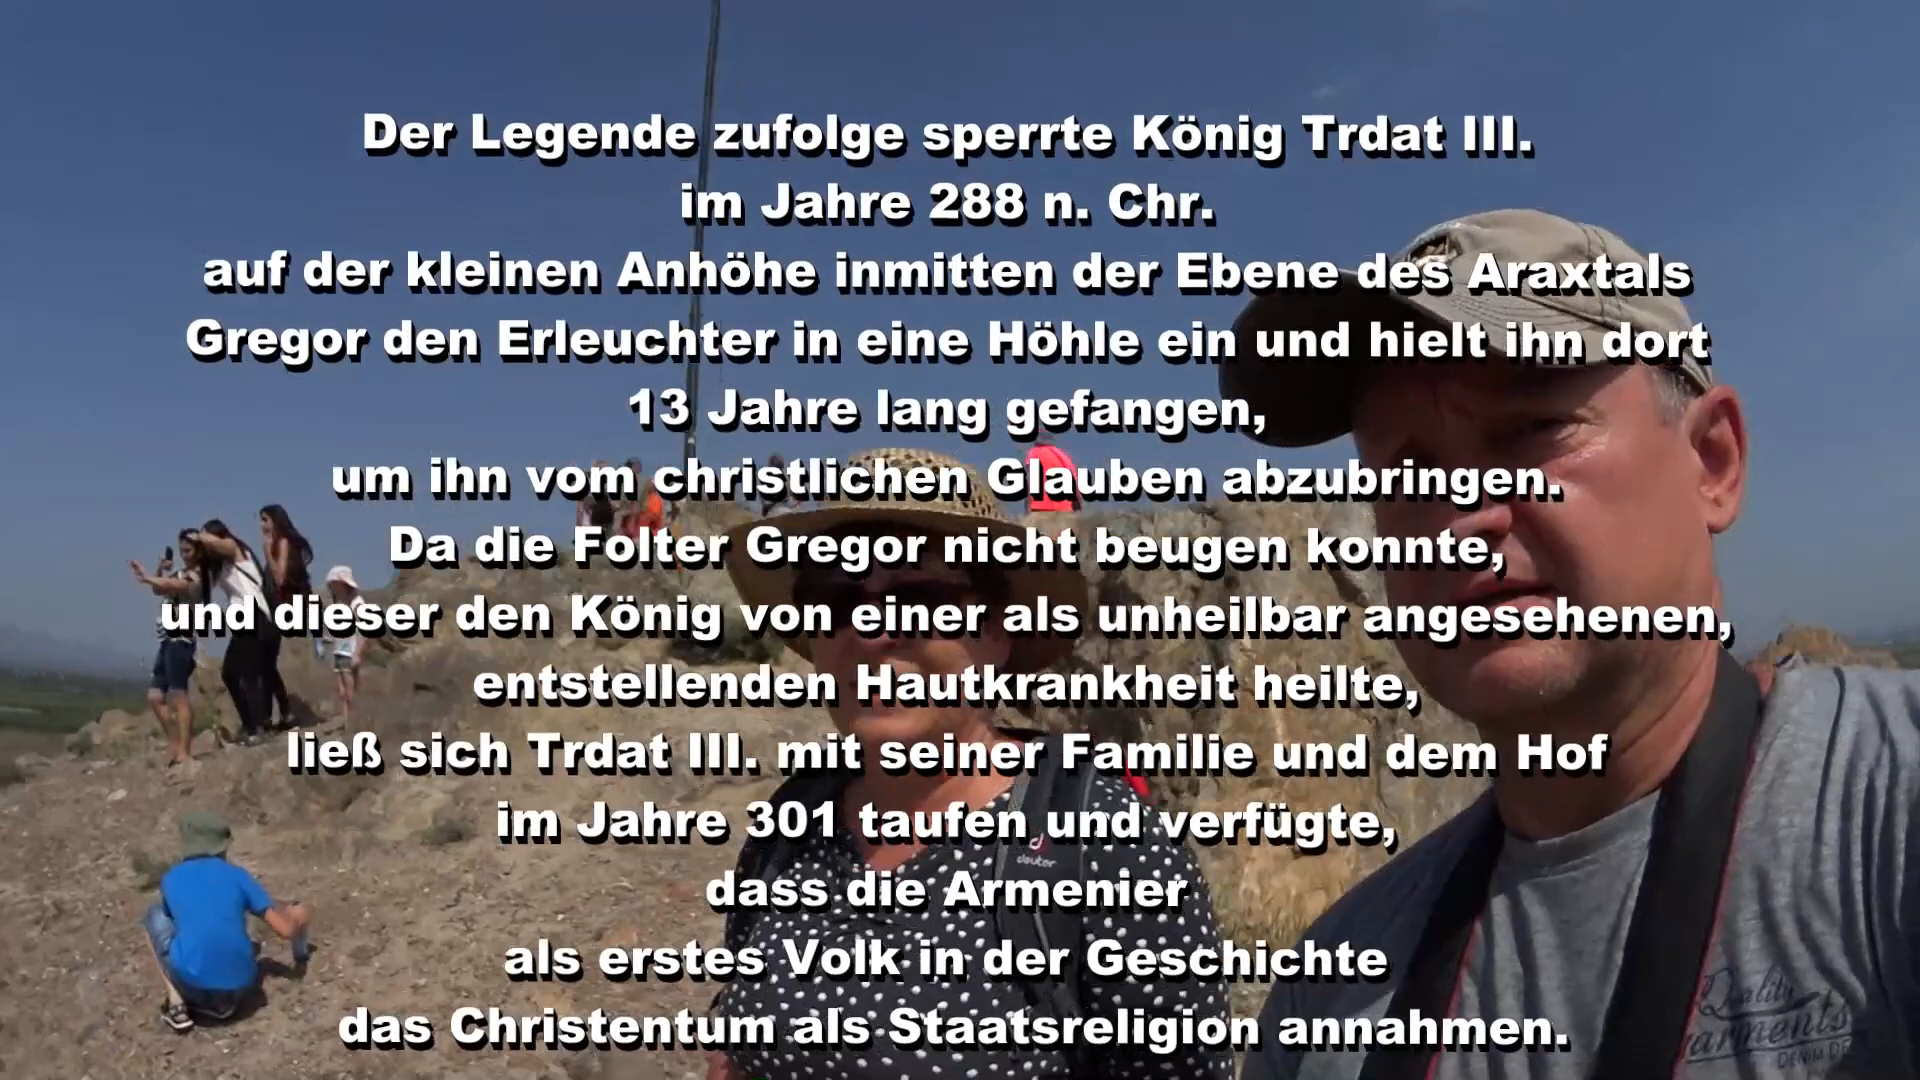 Der Legende zufolge sperrte König Trdat III.
im Jahre 288 n. Chr.
auf der kleinen Anhöhe inmitten der Ebene des Araxtals
Gregor den Erleuchter in eine Höhle ein und hielt ihn dort
13 Jahre lang gefangen,
um ihn vom christlichen Glauben abzubringen.
Da die Folter Gregor nicht beugen konnte,
und dieser den König von einer als unheilbar angesehenen,
entstellenden Hautkrankheit heilte,
ließ sich Trdat III. mit seiner Familie und dem Hof
im Jahre 301 taufen und verfügte,
dass die Armenier
als erstes Volk in der Geschichte
das Christentum als Staatsreligion annahmen.
deuter
Quality
DENIM